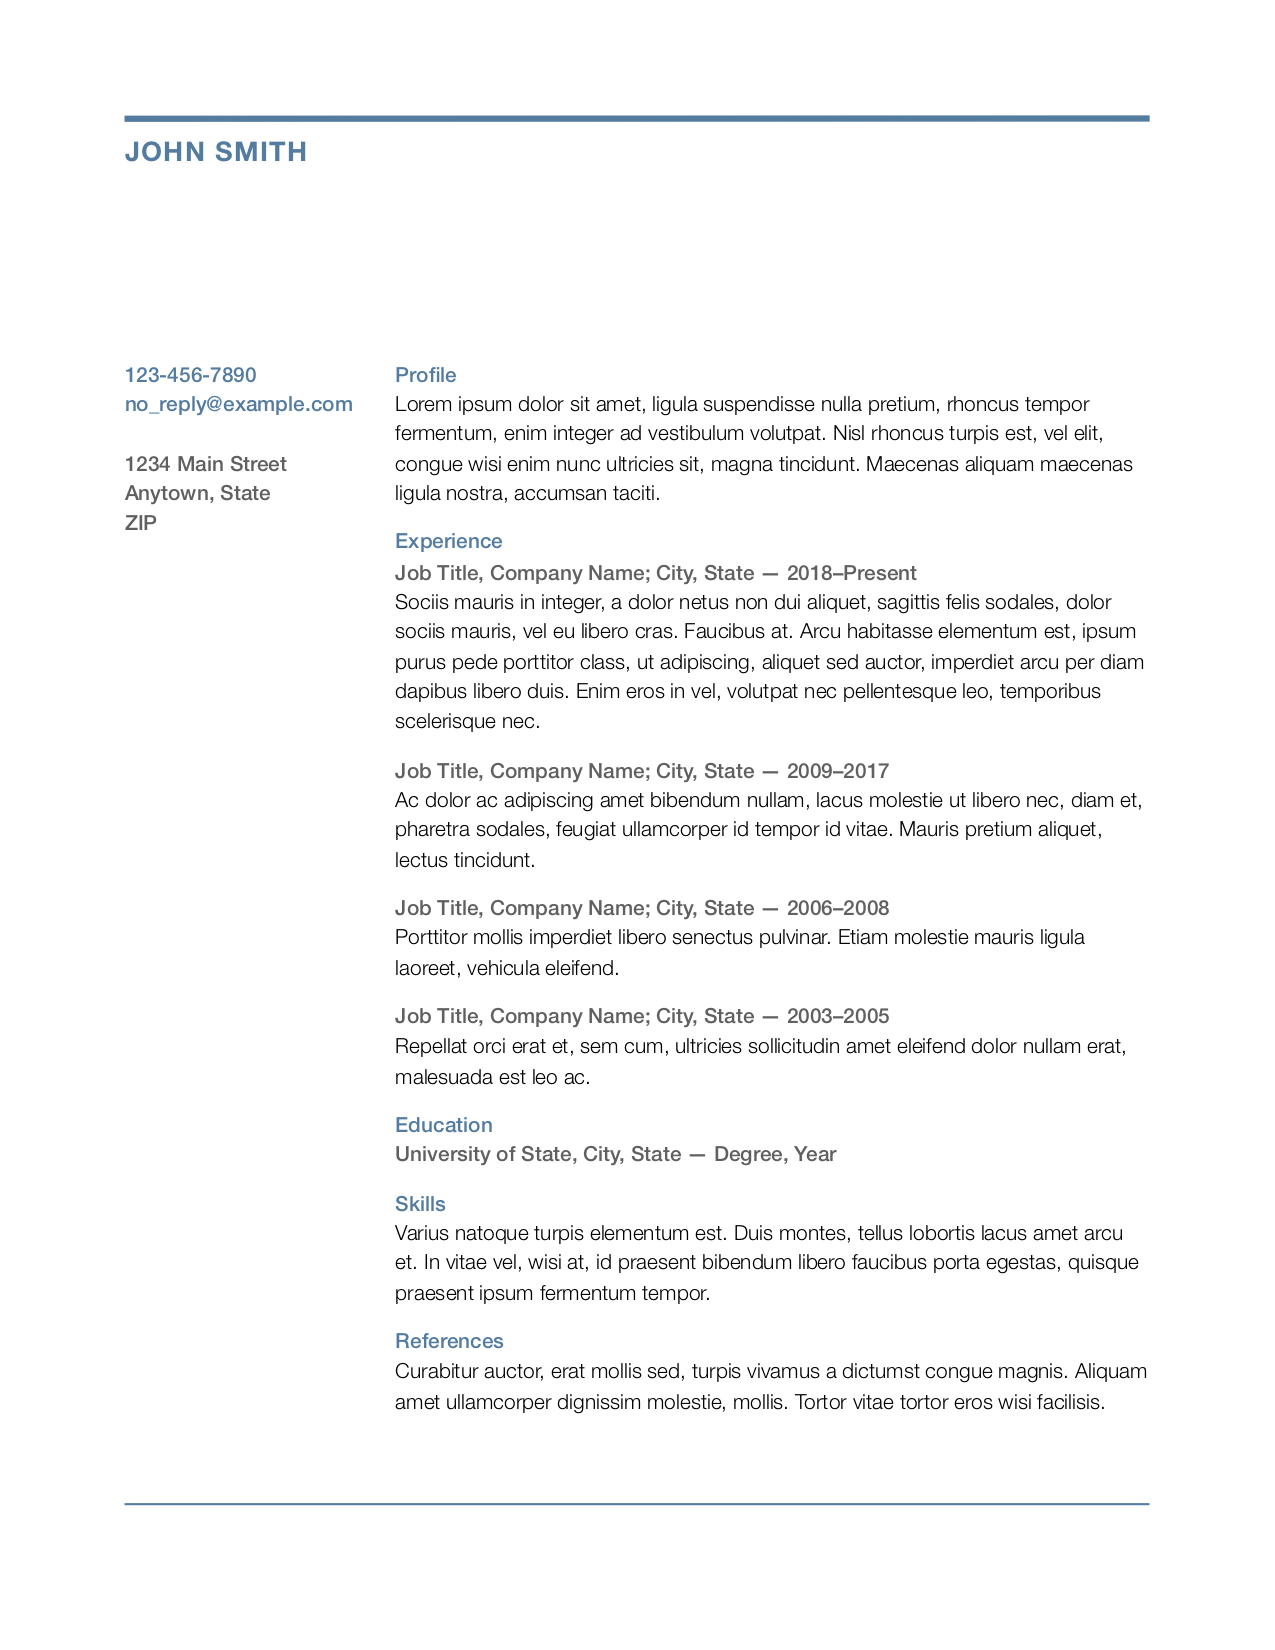 JOHN SMITH
123-456-7890
no_reply@example.com
1234 Main Street
Anytown, State
ZIP
Profile
Lorem ipsum dolor sit amet, ligula suspendisse nulla pretium, rhoncus tempor
fermentum, enim integer ad vestibulum volutpat. Nisl rhoncus turpis est, vel elit,
congue wisi enim nunc ultricies sit, magna tincidunt. Maecenas aliquam maecenas
ligula nostra, accumsan taciti.
Experience
Job Title, Company Name; City, State — 2018–Present
Sociis mauris in integer, a dolor netus non dui aliquet, sagittis felis sodales, dolor
sociis mauris, vel eu libero cras. Faucibus at. Arcu habitasse elementum est, ipsum
purus pede porttitor class, ut adipiscing, aliquet sed auctor, imperdiet arcu per diam
dapibus libero duis. Enim eros in vel, volutpat nec pellentesque leo, temporibus
scelerisque nec.
Job Title, Company Name; City, State — 2009–2017
Ac dolor ac adipiscing amet bibendum nullam, lacus molestie ut libero nec, diam et,
pharetra sodales, feugiat ullamcorper id tempor id vitae. Mauris pretium aliquet,
lectus tincidunt.
Job Title, Company Name; City, State — 2006–2008
Porttitor mollis imperdiet libero senectus pulvinar. Etiam molestie mauris ligula
laoreet, vehicula eleifend.
Job Title, Company Name; City, State — 2003–2005
Repellat orci erat et, sem cum, ultricies sollicitudin amet eleifend dolor nullam erat,
malesuada est leo ac.
Education
University of State, City, State — Degree, Year
Skills
Varius natoque turpis elementum est. Duis montes, tellus lobortis lacus amet arcu
et. In vitae vel, wisi at, id praesent bibendum libero faucibus porta egestas, quisque
praesent ipsum fermentum tempor.
References
Curabitur auctor, erat mollis sed, turpis vivamus a dictumst congue magnis. Aliquam
amet ullamcorper dignissim molestie, mollis. Tortor vitae tortor eros wisi facilisis.